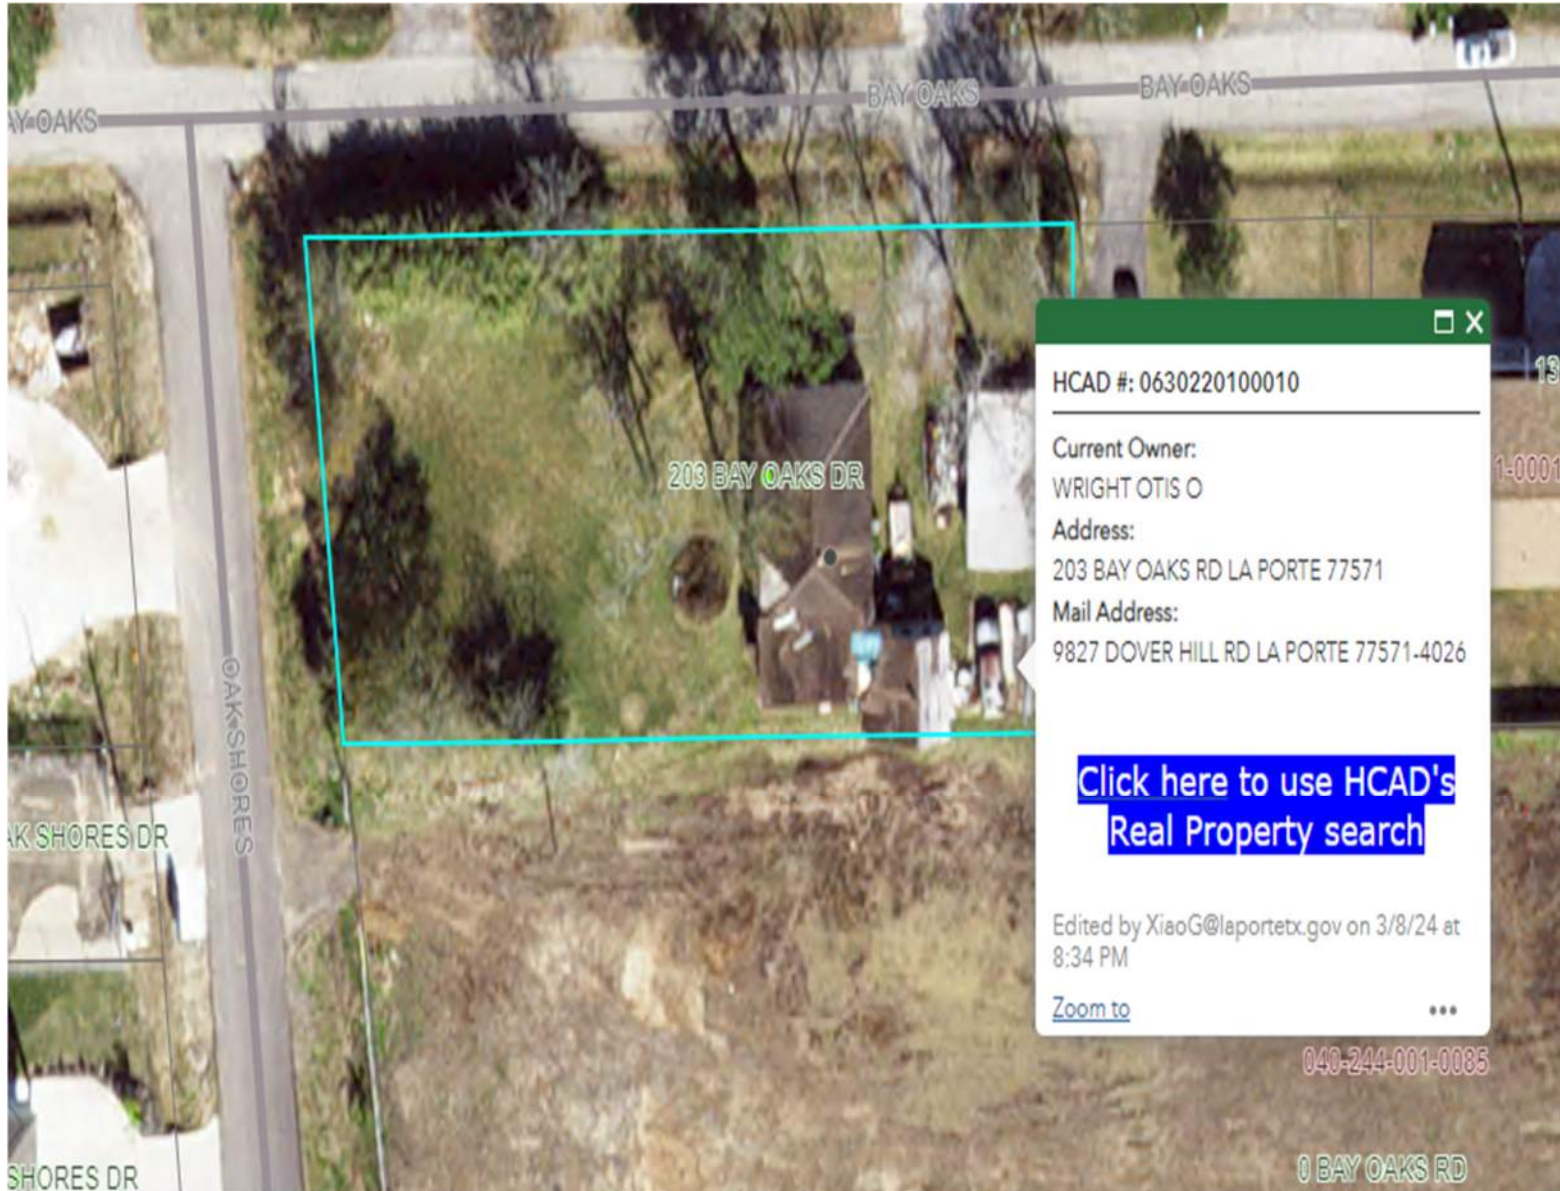 BAY OAKS
BAY OAKS
AY OAKS
HCAD #: 0630220100010
13
Current Owner:
WRIGHT OTIS O
1-0001
203 BAY OAKS DR
Address:
203 BAY OAKS RD LA PORTE 77571
Mail Address:
9827 DOVER HILL RD LA PORTE 77571-4026
OAK SHORES
Click here to use HCAD's
Real Property search
AK SHORES DR
Edited by XiaoG@laportetx.gov on 3/8/24 at
8:34 PM
Zoom to
040-244-001-0085
0 BAY OAKS RD
SHORES DR